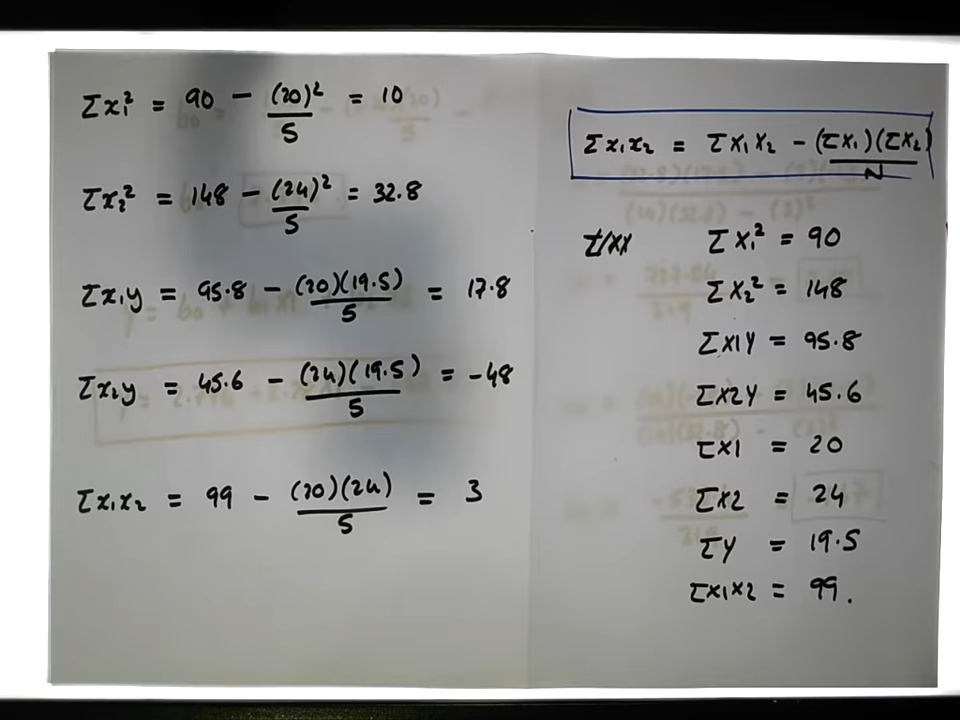 Σx₁² = 90 − (20)²/5 = 10
Σx₂² = 148 − (24)²/5 = 32.8
Σx₁y = 95.8 − (20)(19.5)/5 = 17.8
Σx₂y = 45.6 − (24)(19.5)/5 = −48
Σx₁x₂ = 99 − (20)(24)/5 = 3
Σx₁x₂ = ΣX₁X₂ − (ΣX₁)(ΣX₂)/N
ΣX₁² = 90
ΣX₂² = 148
ΣX1Y = 95.8
ΣX2Y = 45.6
ΣX1 = 20
ΣX2 = 24
ΣY = 19.5
ΣX1X2 = 99.